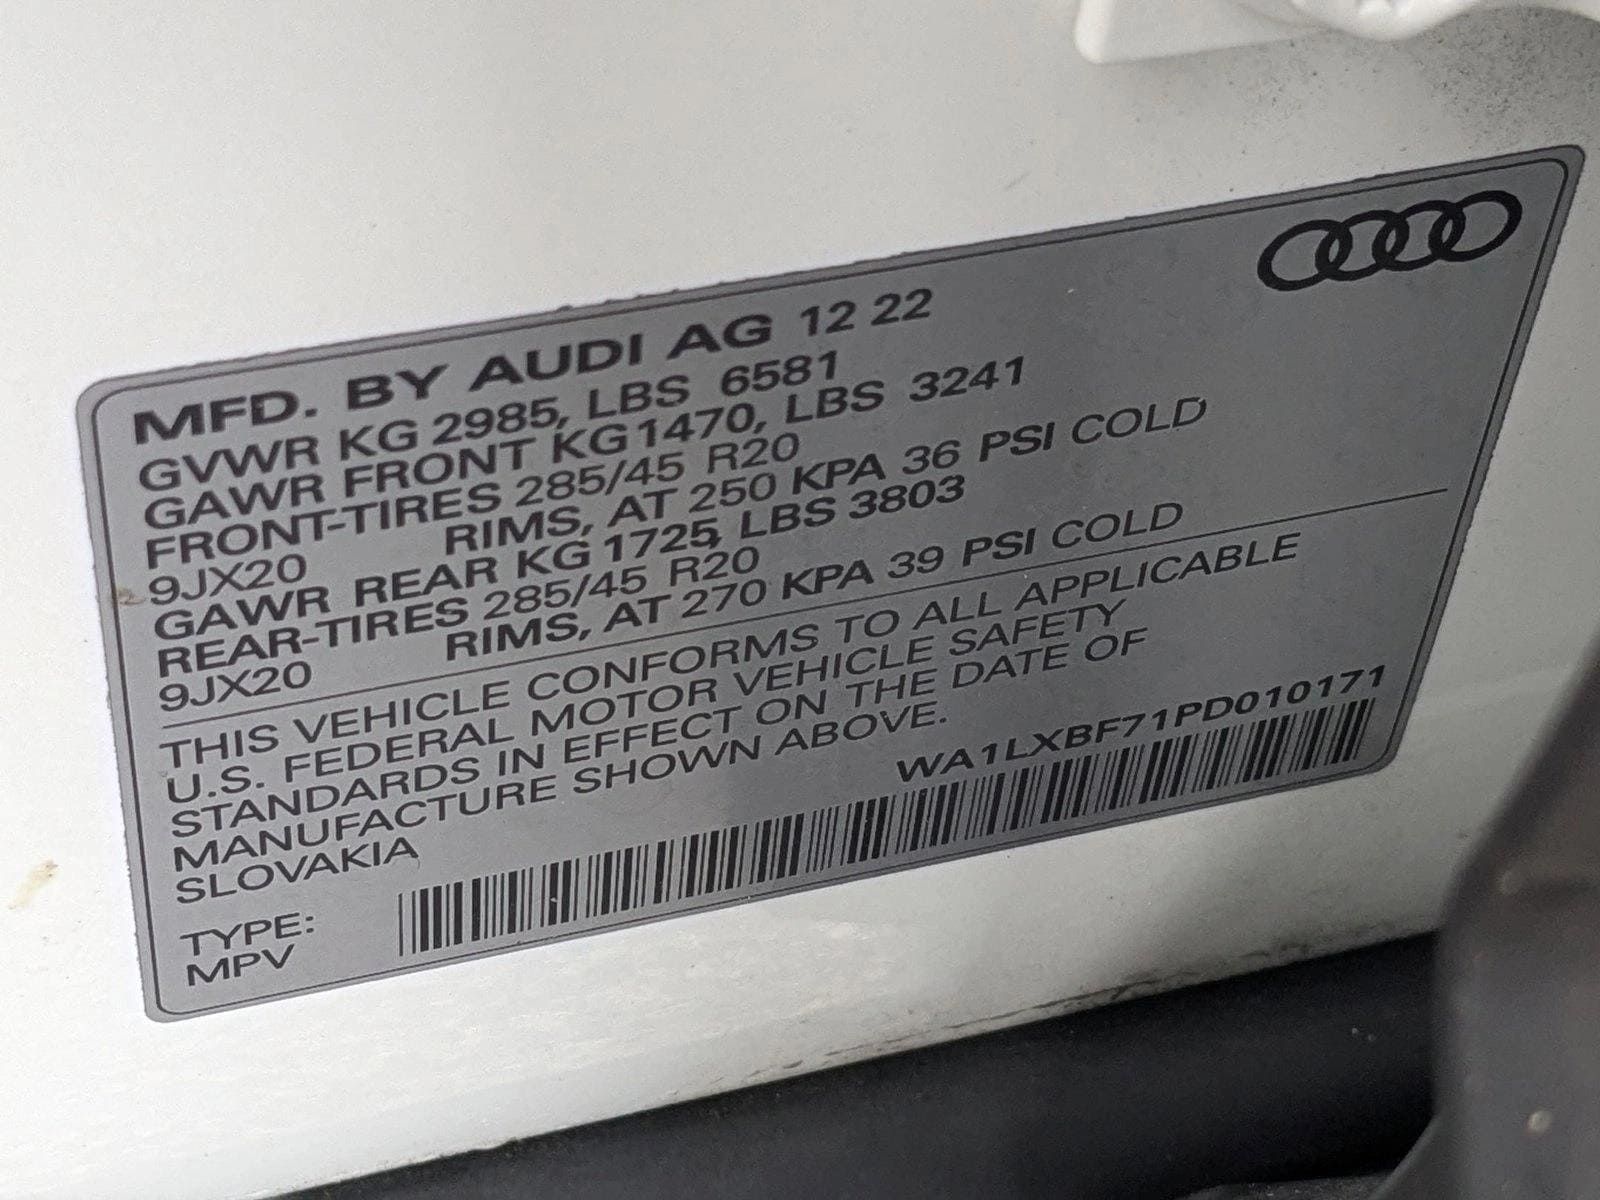 MFD. BY AUDI AG 12 22
GVWR KG 2985, LBS 6581
GAWR FRONT KG 1470, LBS 3241
FRONT-TIRES 285/45 R20
9JX20 RIMS, AT 250 KPA 36 PSI COLD
GAWR REAR KG 1725, LBS 3803
REAR-TIRES 285/45 R20
9JX20 RIMS, AT 270 KPA 39 PSI COLD
THIS VEHICLE CONFORMS TO ALL APPLICABLE
U.S. FEDERAL MOTOR VEHICLE SAFETY
STANDARDS IN EFFECT ON THE DATE OF
MANUFACTURE SHOWN ABOVE.
SLOVAKIA
WA1LXBF71PD010171
TYPE:
MPV